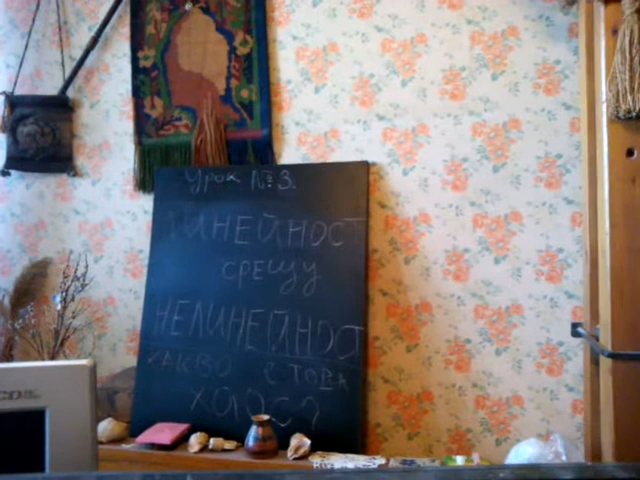 Урок №3.
ЛИНЕЙНОСТ
СРЕЩУ
НЕЛИНЕЙНОСТ
КАКВО Е ТОВА
ХАОС?